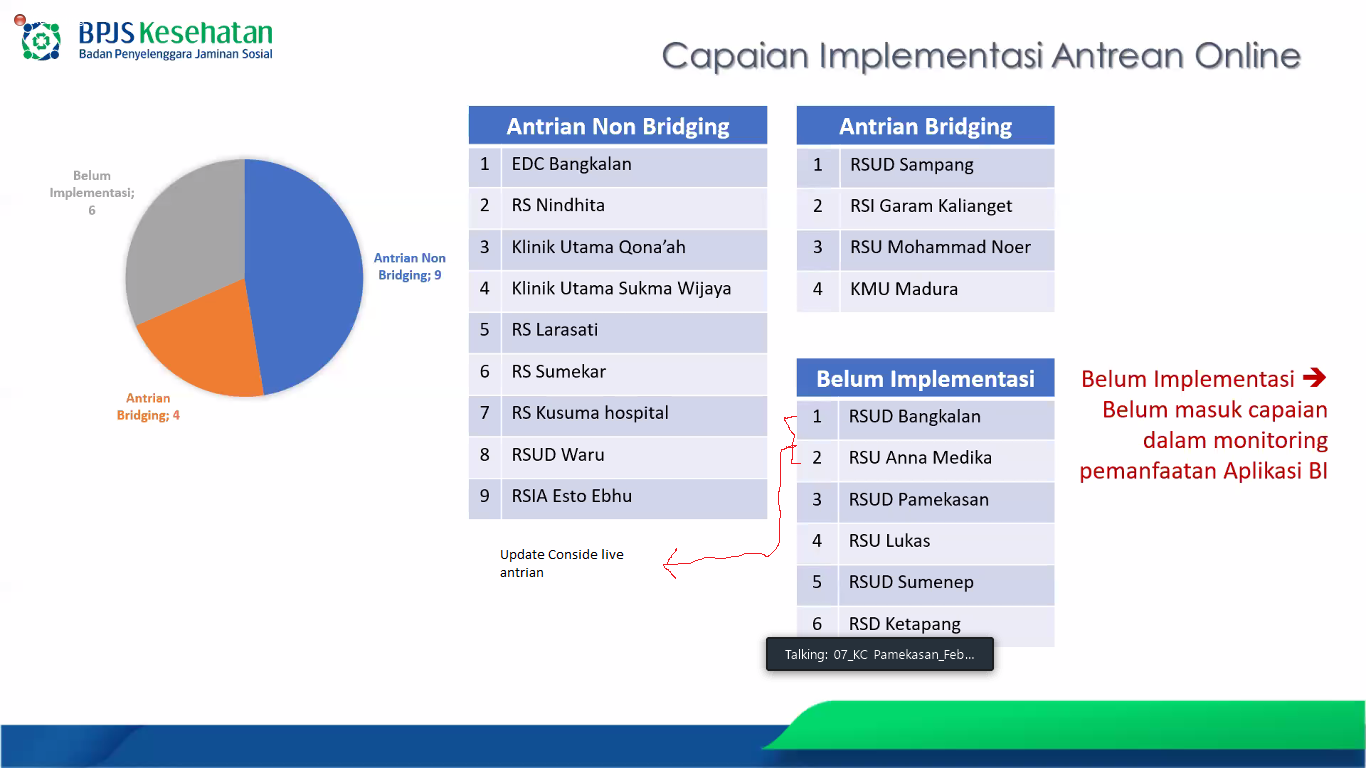 BPJS Kesehatan
Badan Penyelenggara Jaminan Sosial
Capaian Implementasi Antrean Online
Belum
Implementasi;
6
Antrian Non
Bridging; 9
Antrian
Bridging; 4
Antrian Non Bridging
1 EDC Bangkalan
2 RS Nindhita
3 Klinik Utama Qona’ah
4 Klinik Utama Sukma Wijaya
5 RS Larasati
6 RS Sumekar
7 RS Kusuma hospital
8 RSUD Waru
9 RSIA Esto Ebhu
Update Conside live
antrian
Antrian Bridging
1 RSUD Sampang
2 RSI Garam Kalianget
3 RSU Mohammad Noer
4 KMU Madura
Belum Implementasi
1 RSUD Bangkalan
2 RSU Anna Medika
3 RSUD Pamekasan
4 RSU Lukas
5 RSUD Sumenep
6 RSD Ketapang
Talking: 07_KC Pamekasan_Feb...
Belum Implementasi ➔
Belum masuk capaian
dalam monitoring
pemanfaatan Aplikasi BI